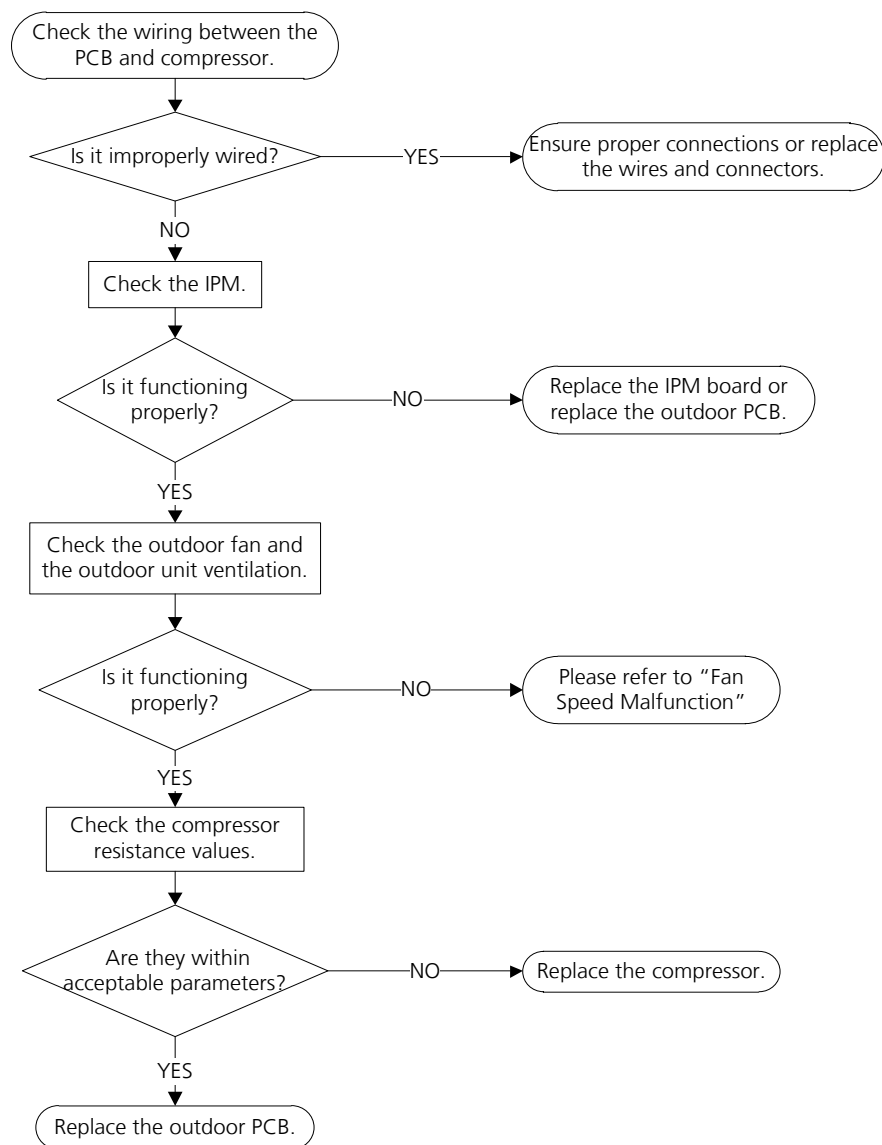 Check the wiring between the
PCB and compressor.
Is it improperly wired?
YES
Ensure proper connections or replace
the wires and connectors.
NO
Check the IPM.
Is it functioning
properly?
NO
Replace the IPM board or
replace the outdoor PCB.
YES
Check the outdoor fan and
the outdoor unit ventilation.
Is it functioning
properly?
NO
Please refer to “Fan
Speed Malfunction”
YES
Check the compressor
resistance values.
Are they within
acceptable parameters?
NO
Replace the compressor.
YES
Replace the outdoor PCB.